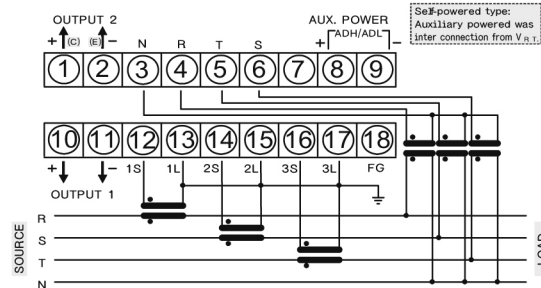 OUTPUT 2
+ (C) (E) −
N R T S
AUX. POWER
+ ADH/ADL −
Self-powered type:
Auxiliary powered was
inter connection from V R T.
1 2 3 4 5 6 7 8 9
10 11 12 13 14 15 16 17 18
+ − 1S 1L 2S 2L 3S 3L FG
OUTPUT 1
SOURCE
R
S
T
N
LOAD